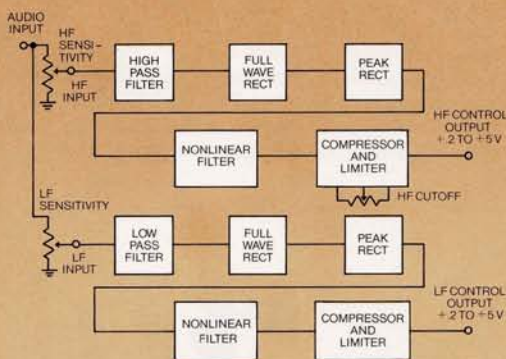 AUDIO
INPUT
HF
SENSI-
TIVITY
HF
INPUT
HIGH
PASS
FILTER
FULL
WAVE
RECT
PEAK
RECT
NONLINEAR
FILTER
COMPRESSOR
AND
LIMITER
HF CONTROL
OUTPUT
+.2 TO +5V
HF CUTOFF
LF
SENSITIVITY
LF
INPUT
LOW
PASS
FILTER
FULL
WAVE
RECT
PEAK
RECT
NONLINEAR
FILTER
COMPRESSOR
AND
LIMITER
LF CONTROL
OUTPUT
+.2 TO +5V